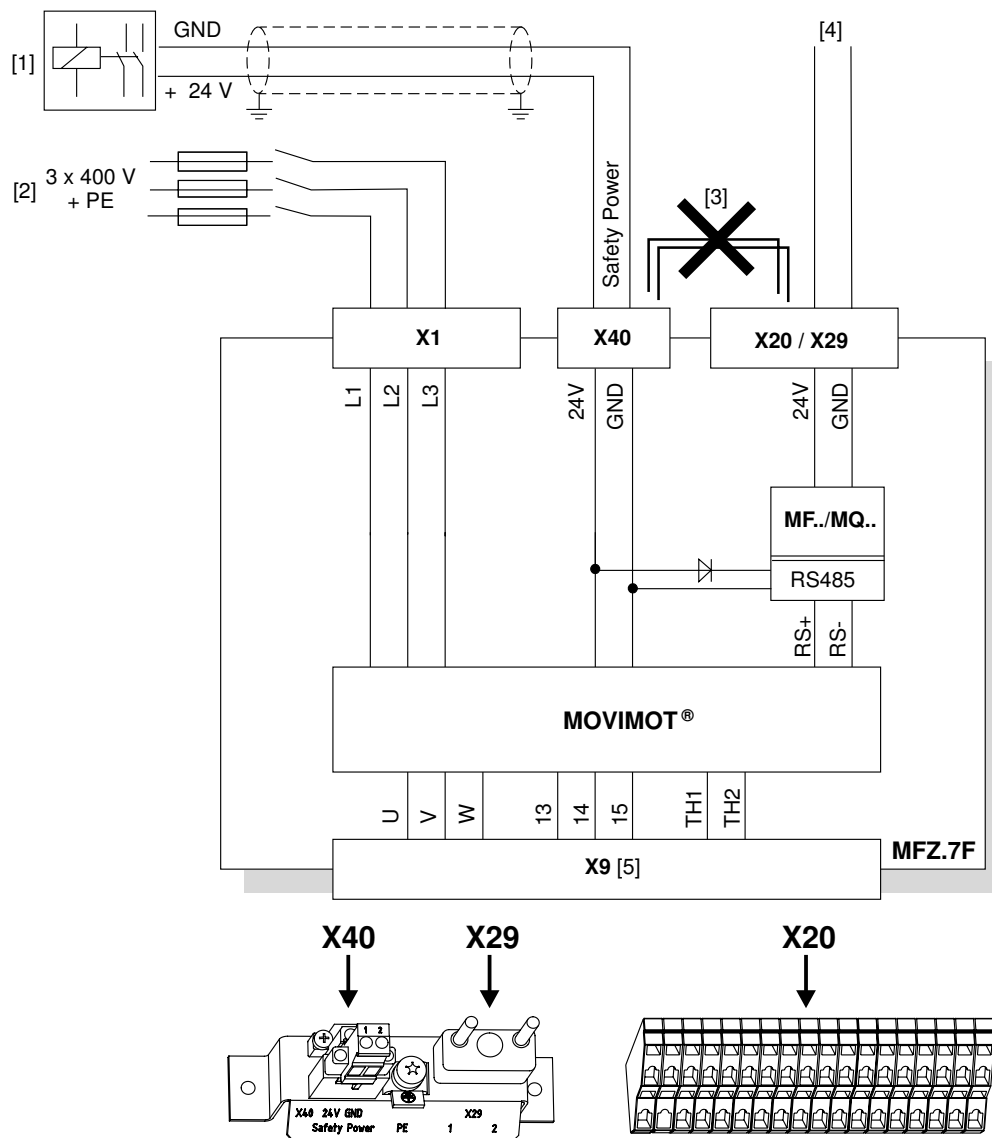 GND
[1]
+ 24 V
[4]
[2] 3 x 400 V
+ PE
Safety Power
[3]
X1
X40
X20 / X29
L1
L2
L3
24V
GND
24V
GND
MF../MQ..
RS485
RS+
RS-
MOVIMOT ®
U
V
W
13
14
15
TH1
TH2
X9 [5]
MFZ.7F
X40
X29
X20
1 2
X40 24V GND X29
Safety Power PE 1 2